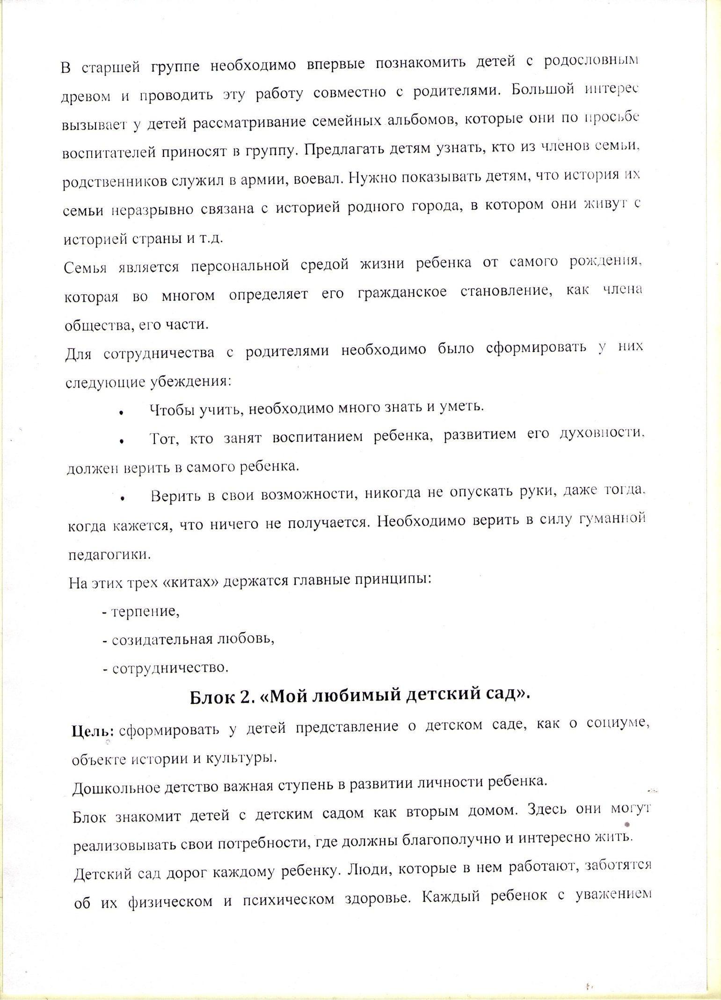 В старшей группе необходимо впервые познакомить детей с родословным
древом и проводить эту работу совместно с родителями. Большой интерес
вызывает у детей рассматривание семейных альбомов, которые они по просьбе
воспитателей приносят в группу. Предлагать детям узнать, кто из членов семьи,
родственников служил в армии, воевал. Нужно показывать детям, что история их
семьи неразрывно связана с историей родного города, в котором они живут с
историей страны и т.д.
Семья является персональной средой жизни ребенка от самого рождения,
которая во многом определяет его гражданское становление, как члена
общества, его части.
Для сотрудничества с родителями необходимо было сформировать у них
следующие убеждения:
• Чтобы учить, необходимо много знать и уметь.
• Тот, кто занят воспитанием ребенка, развитием его духовности,
должен верить в самого ребенка.
• Верить в свои возможности, никогда не опускать руки, даже тогда,
когда кажется, что ничего не получается. Необходимо верить в силу гуманной
педагогики.
На этих трех «китах» держатся главные принципы:
- терпение,
- созидательная любовь,
- сотрудничество.
Блок 2. «Мой любимый детский сад».
Цель: сформировать у детей представление о детском саде, как о социуме,
объекте истории и культуры.
Дошкольное детство важная ступень в развитии личности ребенка.
Блок знакомит детей с детским садом как вторым домом. Здесь они могут
реализовывать свои потребности, где должны благополучно и интересно жить.
Детский сад дорог каждому ребенку. Люди, которые в нем работают, заботятся
об их физическом и психическом здоровье. Каждый ребенок с уважением